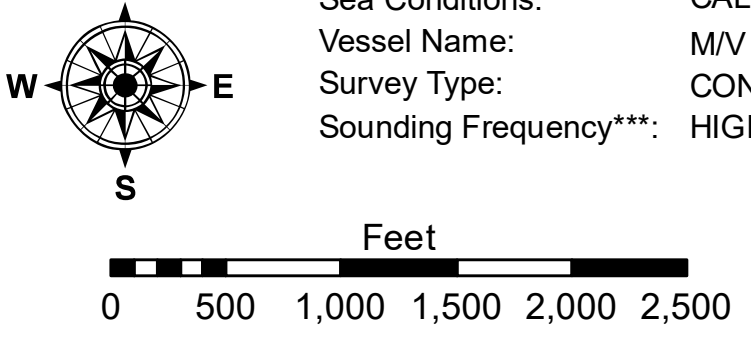 Sea Conditions:
Vessel Name: M/V
Survey Type:
Sounding Frequency***:
W E
S
Feet
0 500 1,000 1,500 2,000 2,500